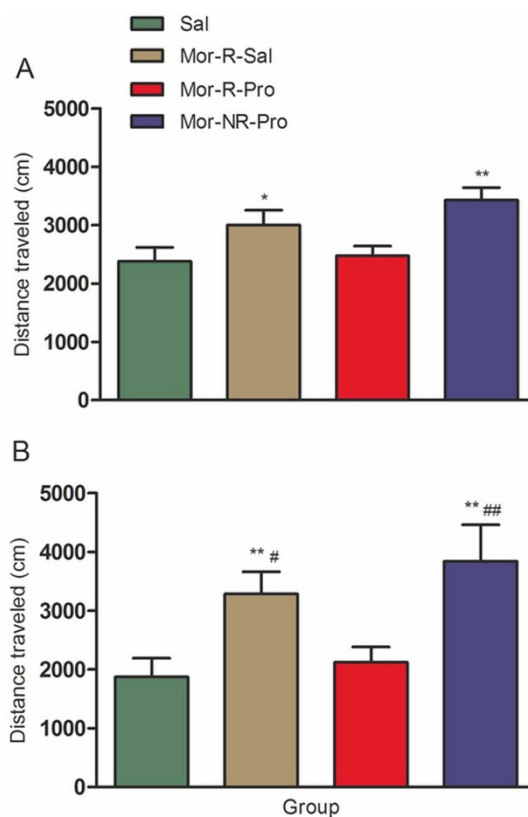 Sal
Mor-R-Sal
Mor-R-Pro
Mor-NR-Pro
A
Distance traveled (cm)
5000
4000
3000
2000
1000
0
*
**
B
Distance traveled (cm)
5000
4000
3000
2000
1000
0
** #
** ##
Group